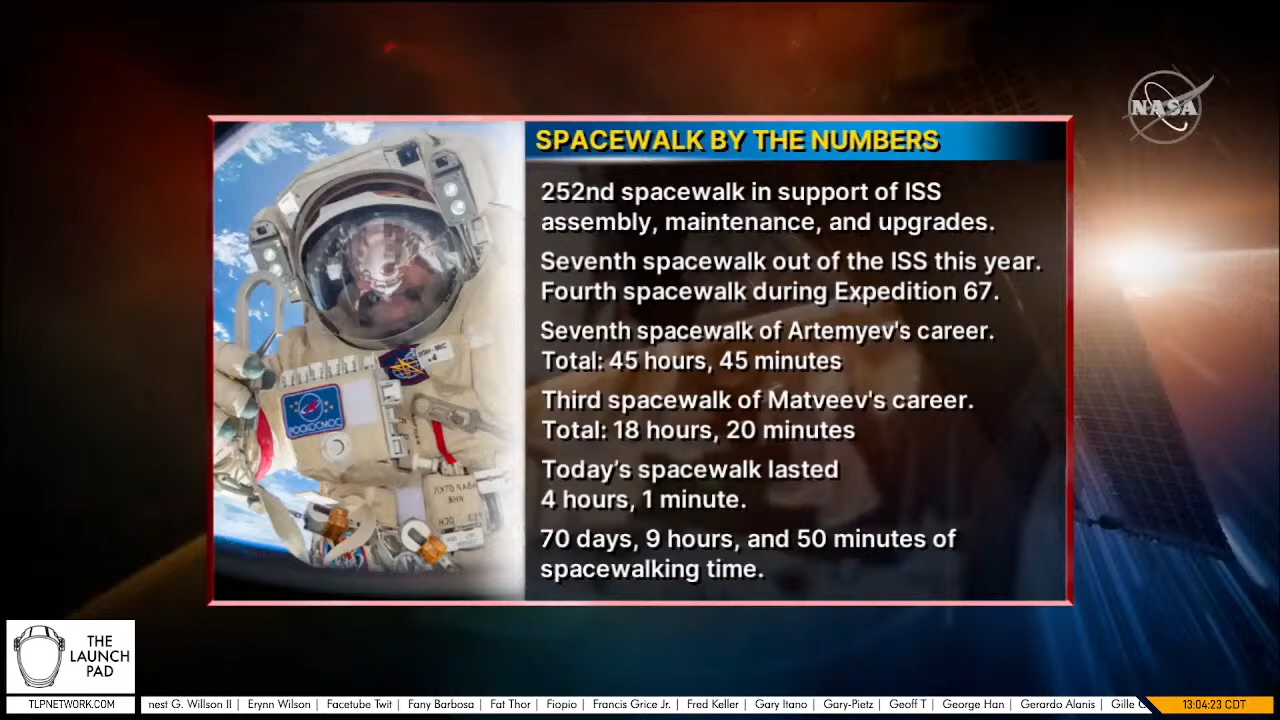 NASA
SPACEWALK BY THE NUMBERS
252nd spacewalk in support of ISS
assembly, maintenance, and upgrades.
Seventh spacewalk out of the ISS this year.
Fourth spacewalk during Expedition 67.
Seventh spacewalk of Artemyev's career.
Total: 45 hours, 45 minutes
Third spacewalk of Matveev's career.
Total: 18 hours, 20 minutes
Today's spacewalk lasted
4 hours, 1 minute.
70 days, 9 hours, and 50 minutes of
spacewalking time.
РОСКОСМОС
THE
LAUNCH
PAD
TLPNETWORK.COM
nest G. Willson II | Erynn Wilson | Facetube Twit | Fany Barbosa | Fat Thor | Fiopio | Francis Grice Jr. | Fred Keller | Gary Itano | Gary-Pietz | Geoff T | George Han | Gerardo Alanis | Gille
13:04:23 CDT